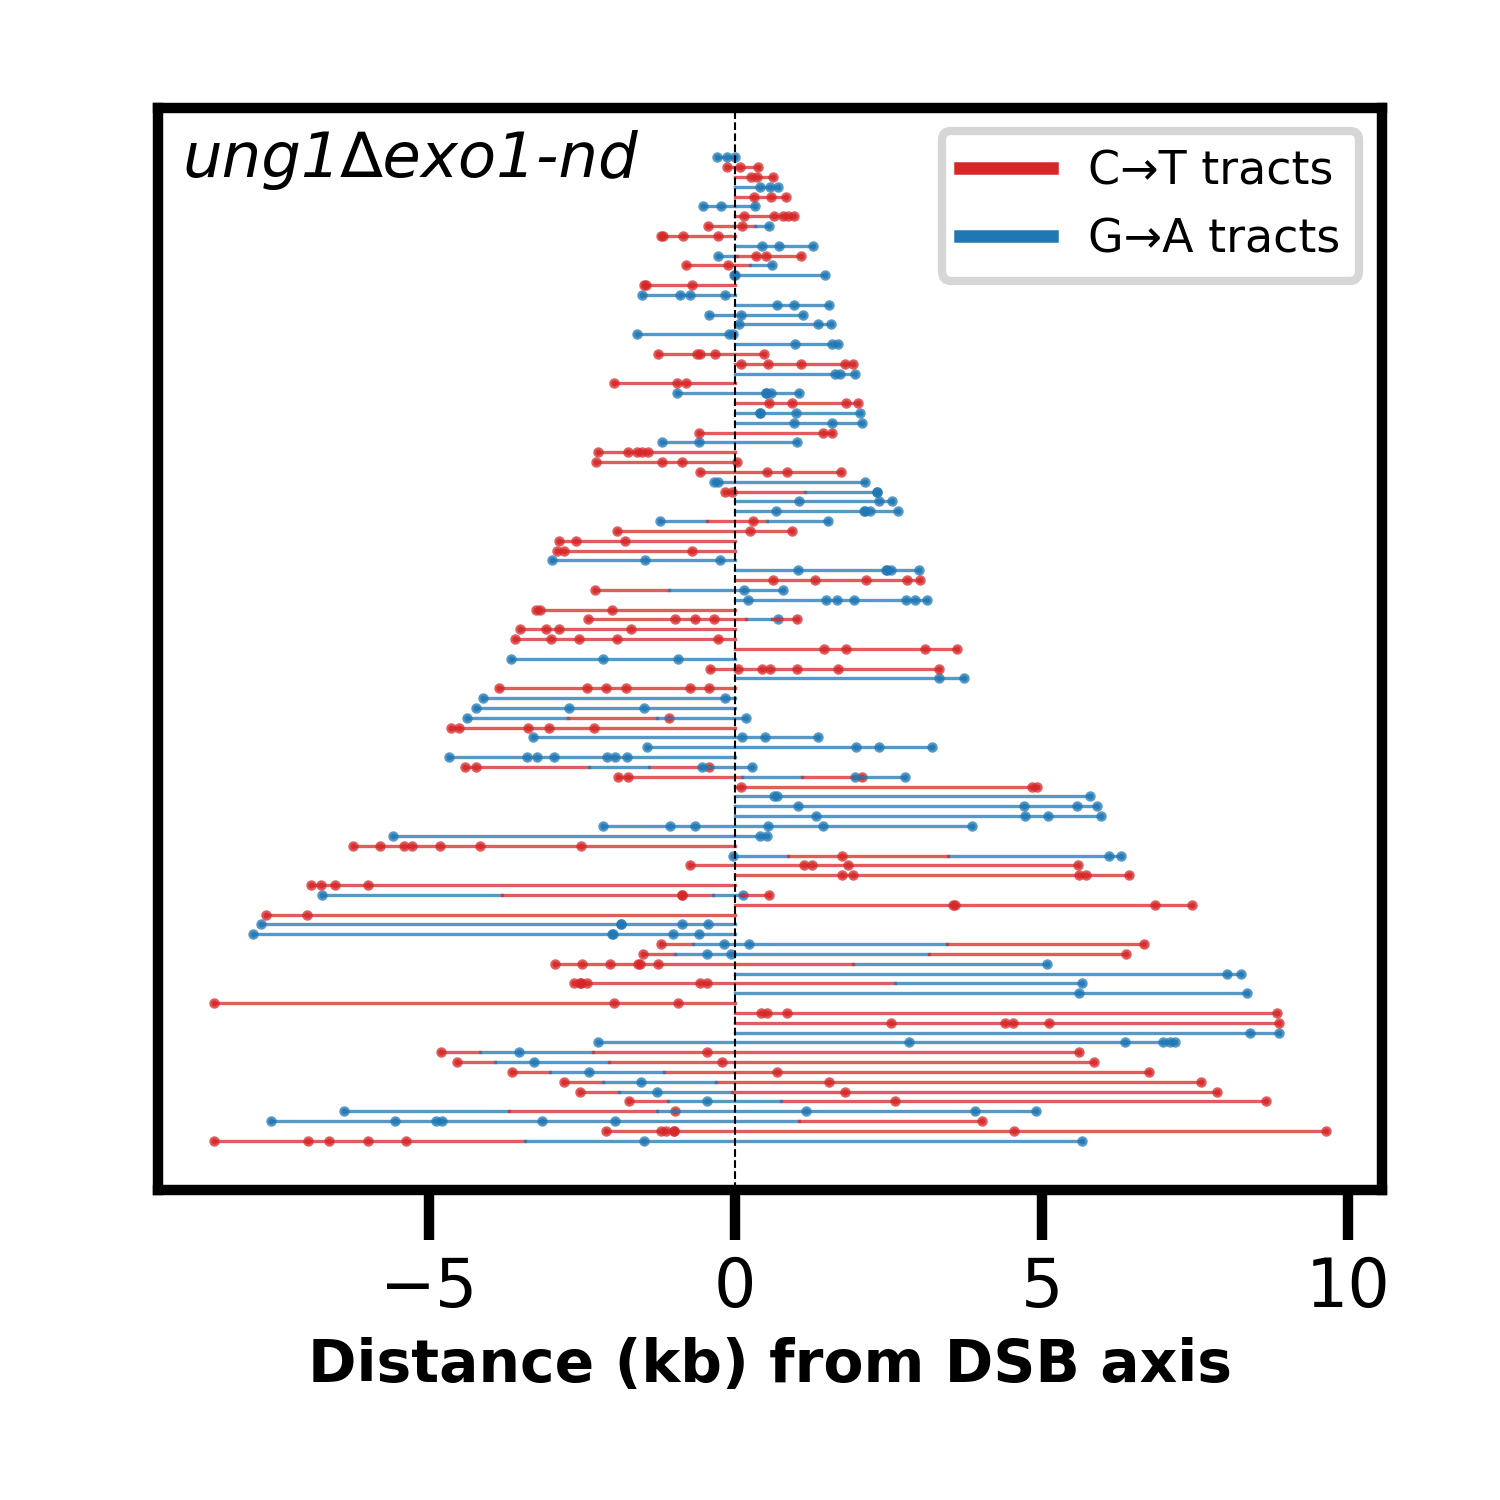 ung1Δexo1-nd
C→T tracts
G→A tracts
−5 0 5 10
Distance (kb) from DSB axis